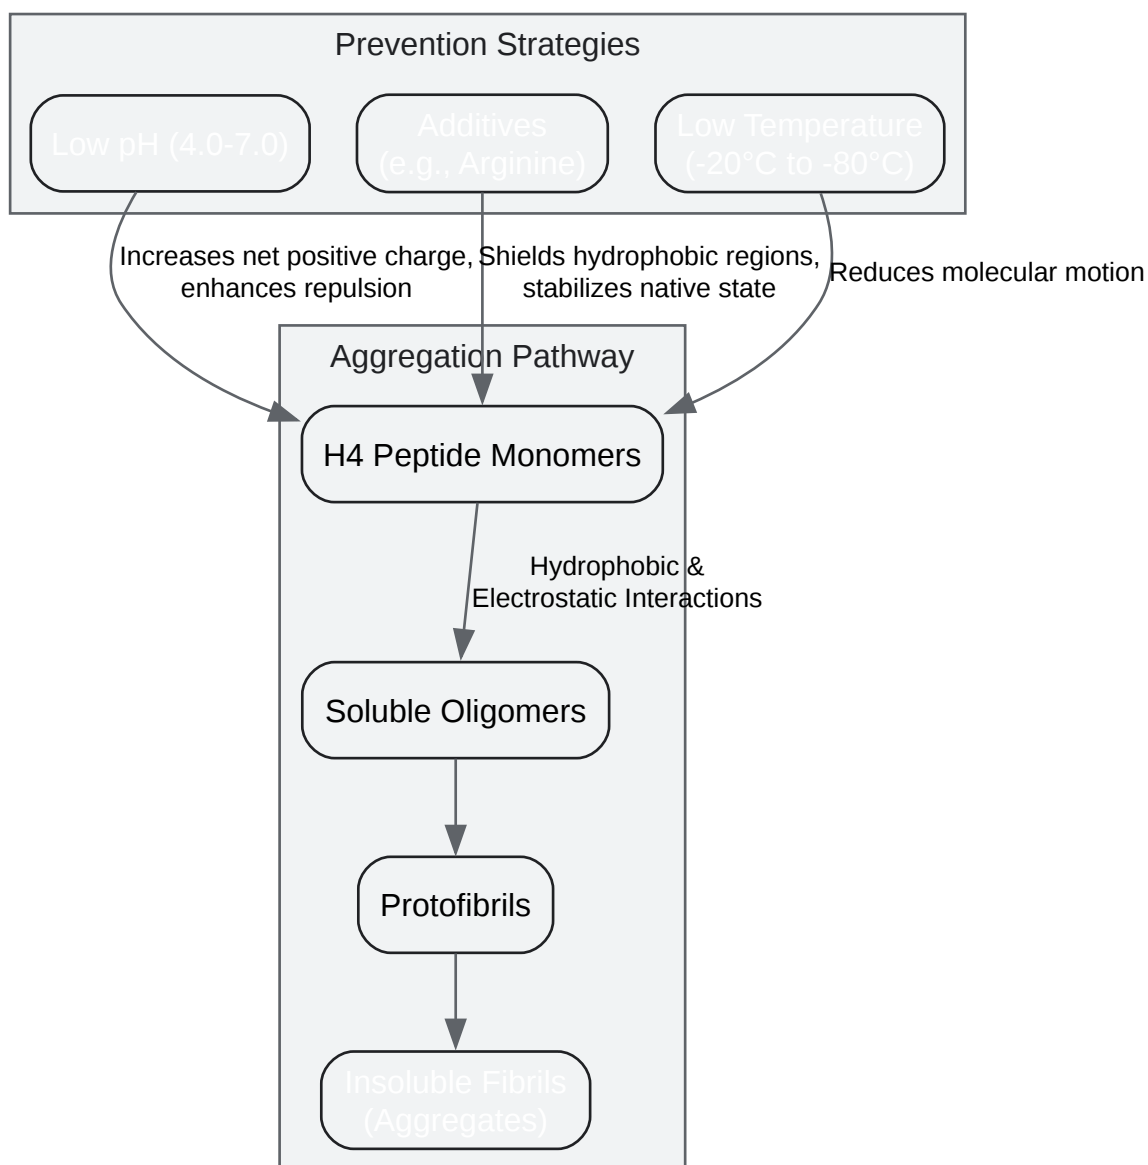 Prevention Strategies
Low pH (4.0-7.0)
Additives
(e.g., Arginine)
Low Temperature
(-20°C to -80°C)
Increases net positive charge,
enhances repulsion
Shields hydrophobic regions,
stabilizes native state
Reduces molecular motion
Aggregation Pathway
H4 Peptide Monomers
Hydrophobic &
Electrostatic Interactions
Soluble Oligomers
Protofibrils
Insoluble Fibrils
(Aggregates)